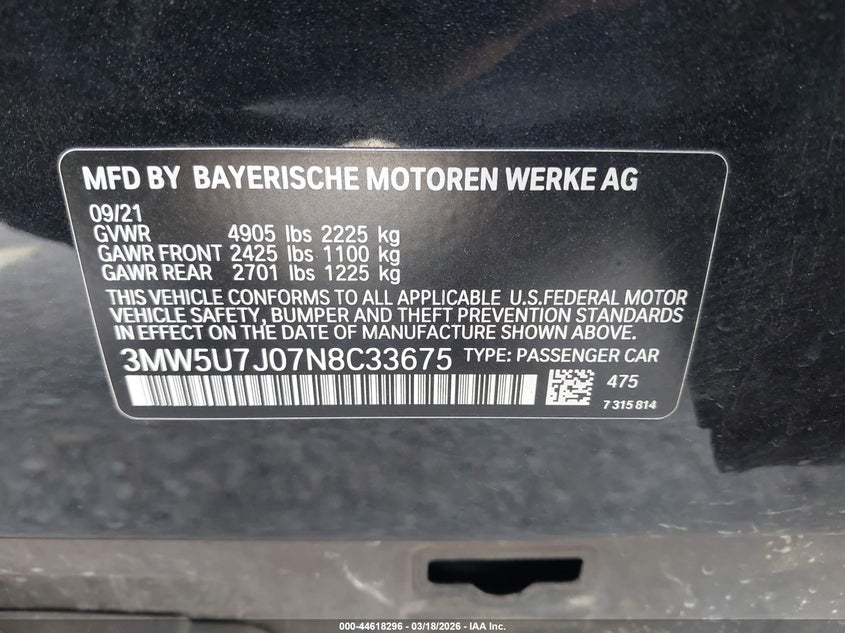 MFD BY BAYERISCHE MOTOREN WERKE AG
09/21
GVWR 4905 lbs 2225 kg
GAWR FRONT 2425 lbs 1100 kg
GAWR REAR 2701 lbs 1225 kg
THIS VEHICLE CONFORMS TO ALL APPLICABLE U.S.FEDERAL MOTOR
VEHICLE SAFETY, BUMPER AND THEFT PREVENTION STANDARDS
IN EFFECT ON THE DATE OF MANUFACTURE SHOWN ABOVE.
3MW5U7J07N8C33675 TYPE: PASSENGER CAR
475
7 315 814
000-44618296 - 03/18/2026 - IAA Inc.